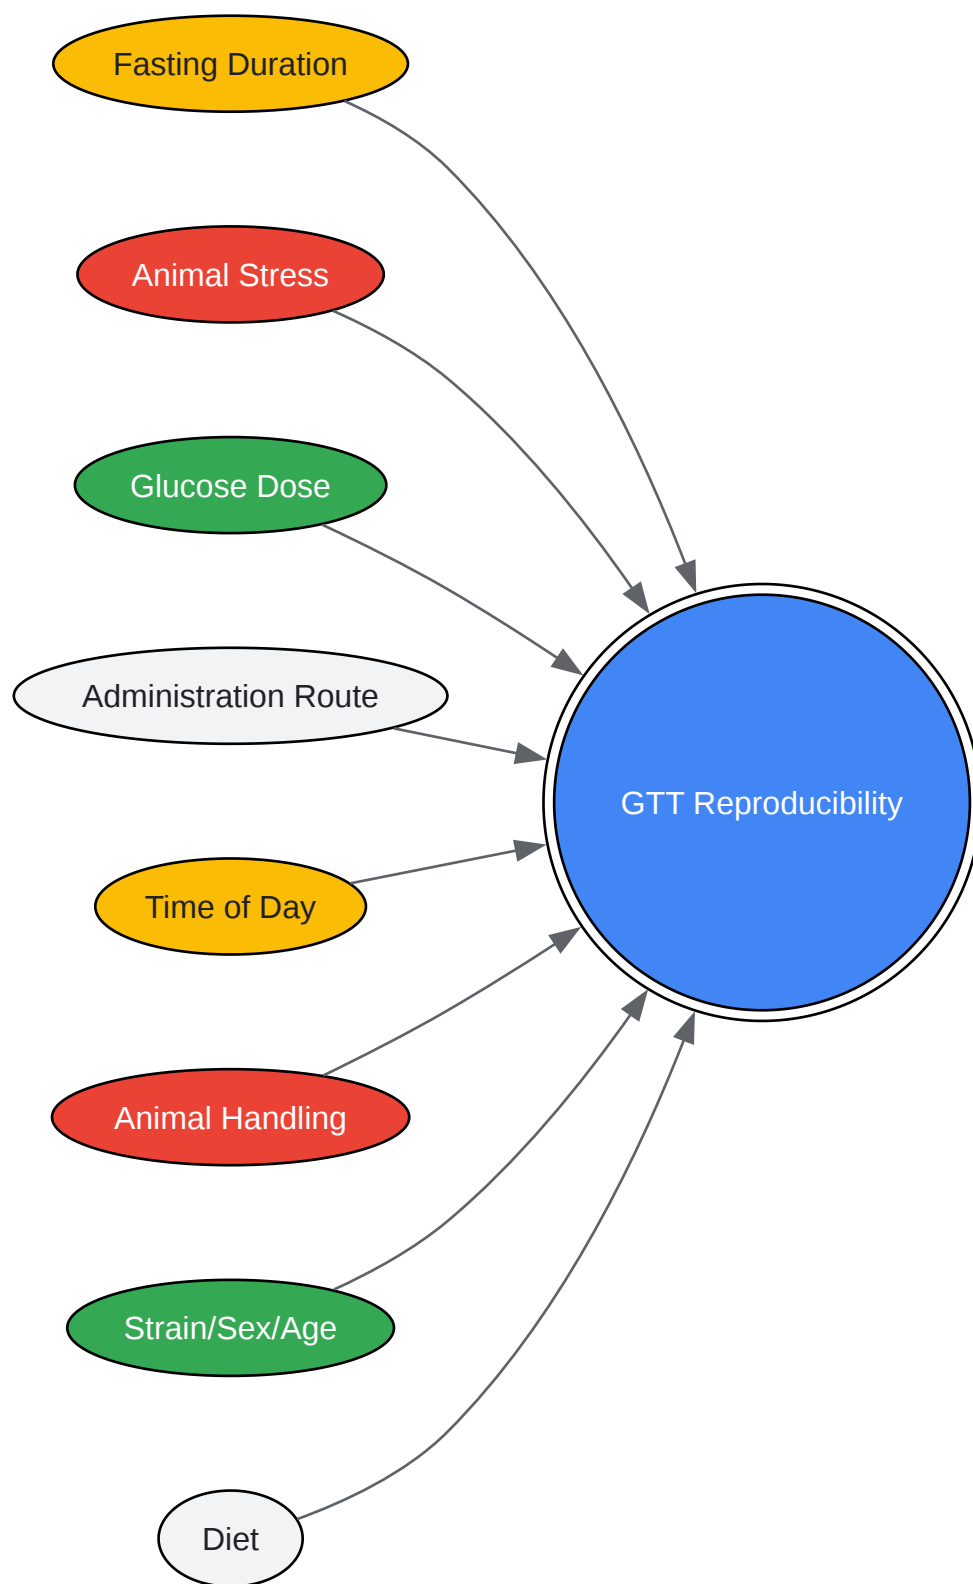 Fasting Duration
Animal Stress
Glucose Dose
Administration Route
GTT Reproducibility
Time of Day
Animal Handling
Strain/Sex/Age
Diet